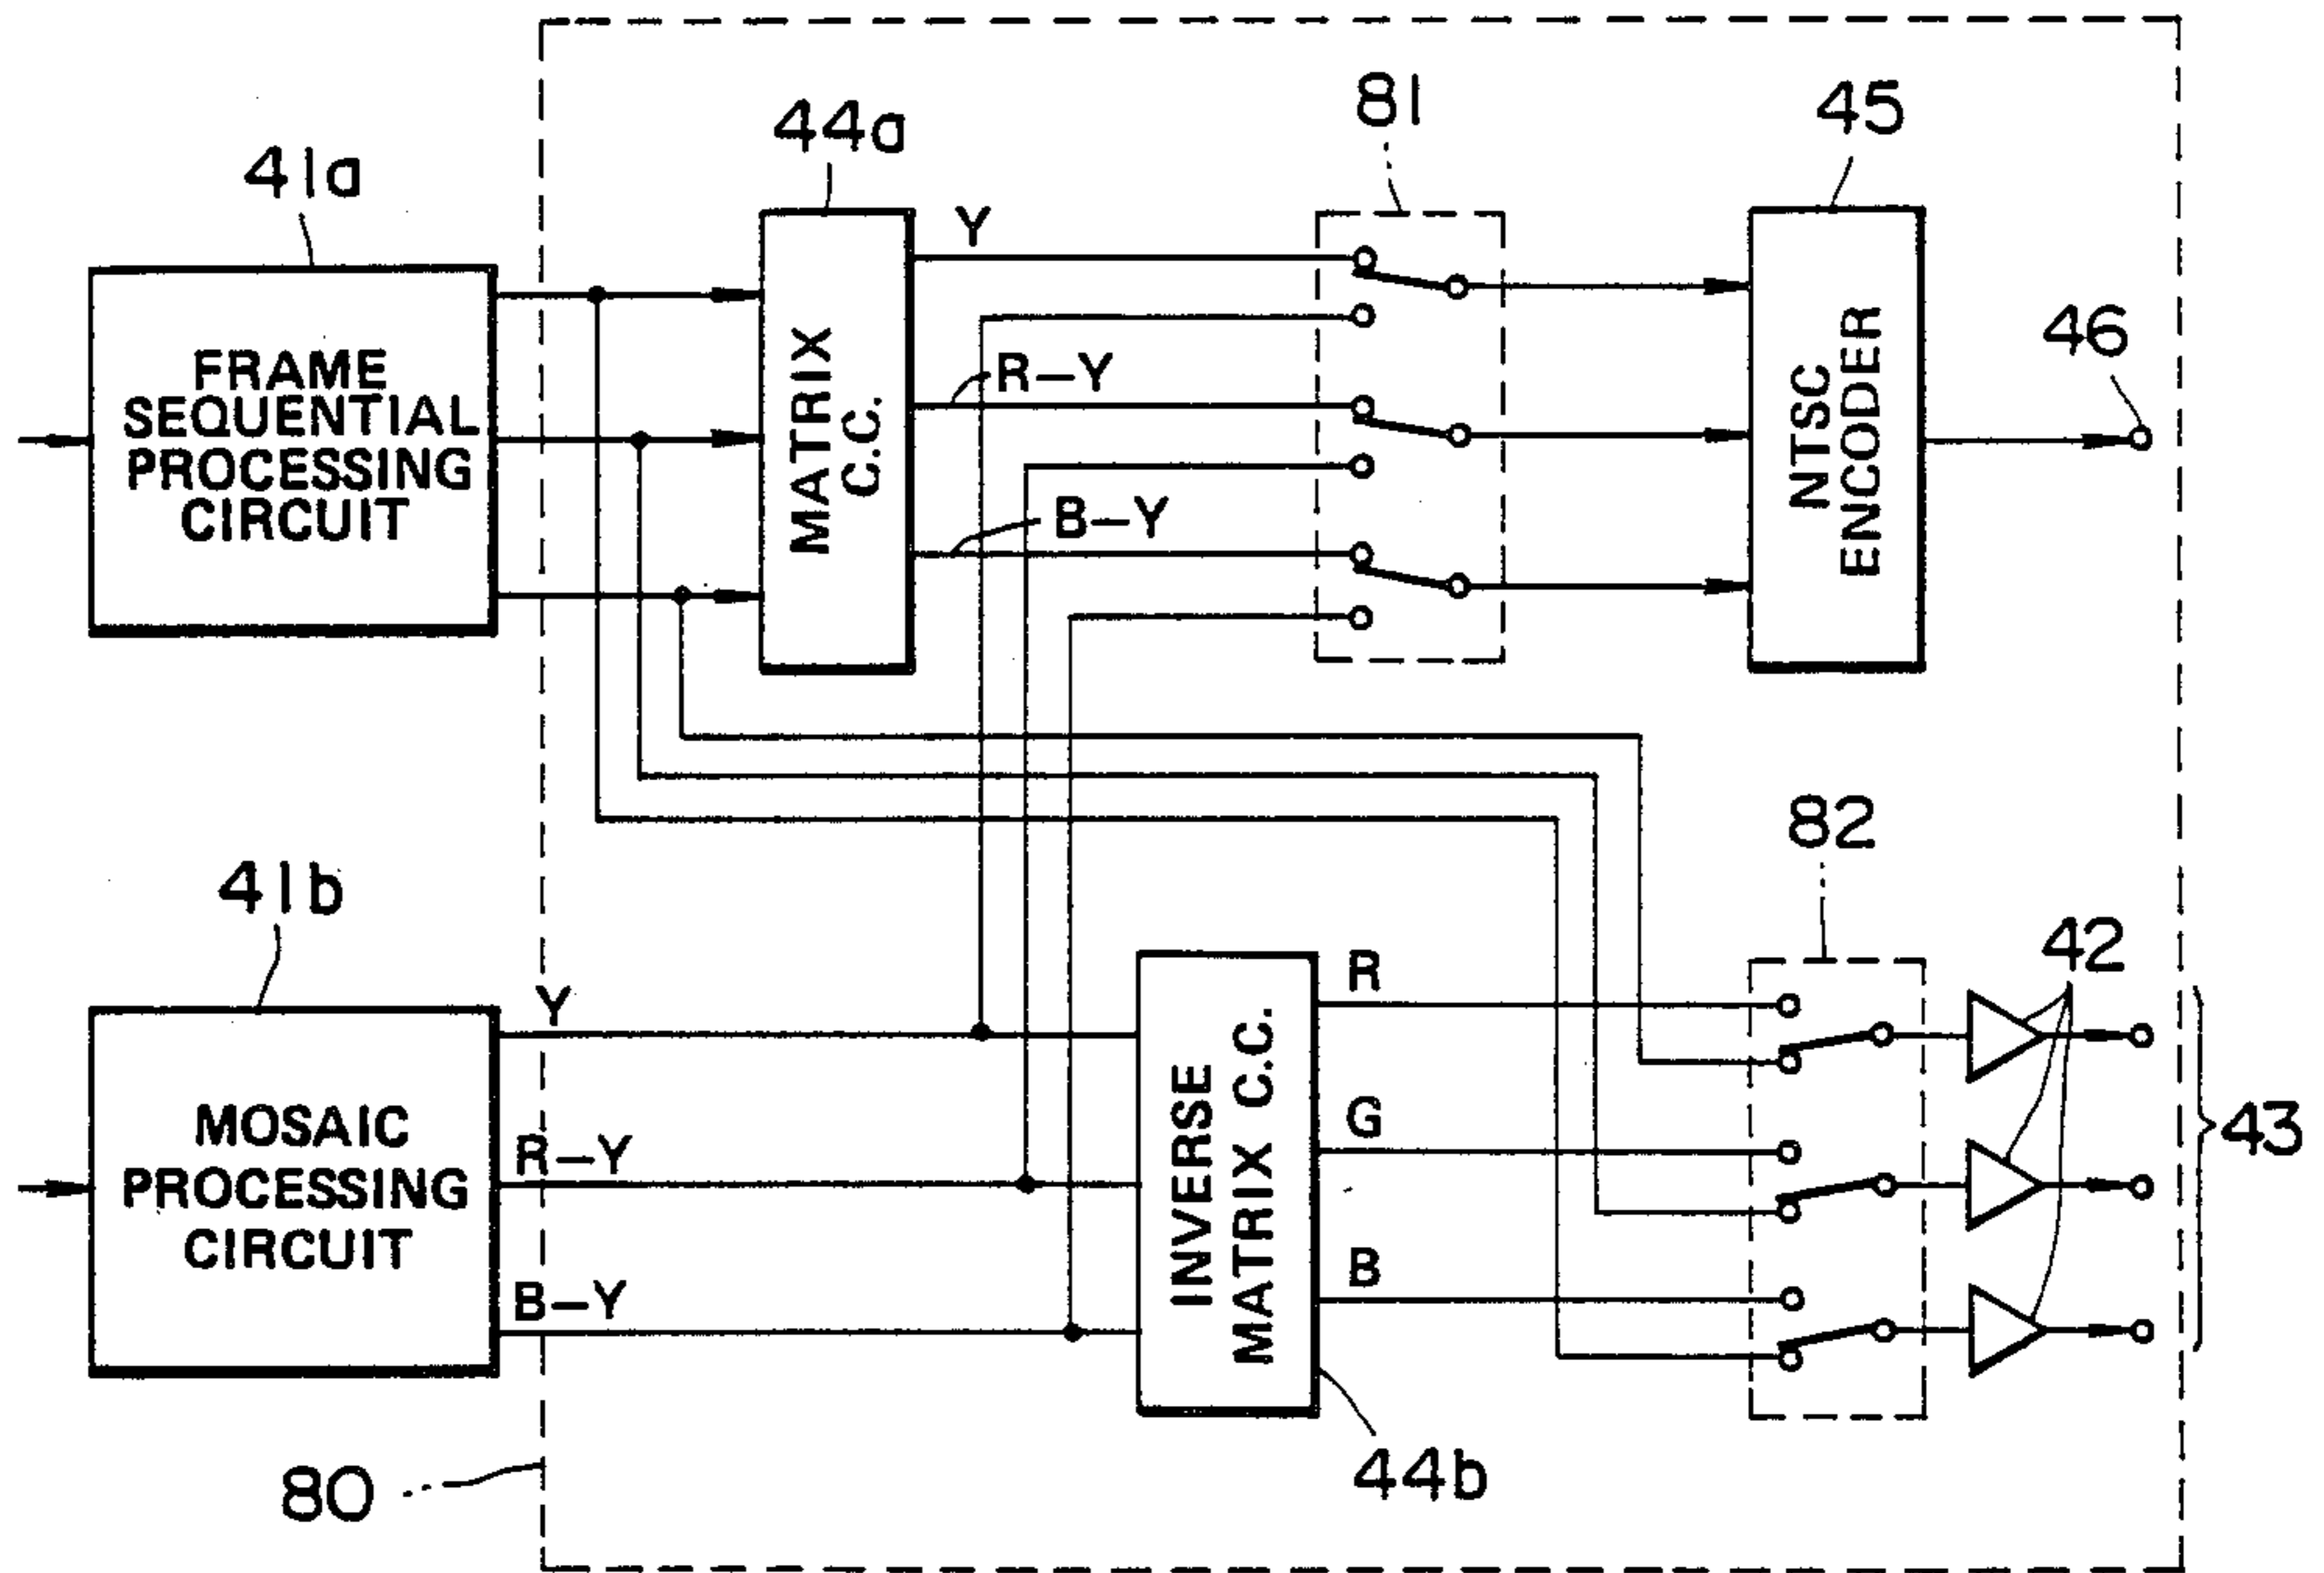 81
45
44a
41a
Y
46
FRAME
SEQUENTIAL
PROCESSING
CIRCUIT
MATRIX
C.C.
R-Y
B-Y
NTSC
ENCODER
82
41b
42
Y
R
MOSAIC
PROCESSING
CIRCUIT
R-Y
B-Y
INVERSE
MATRIX C.C.
G
B
43
44b
80